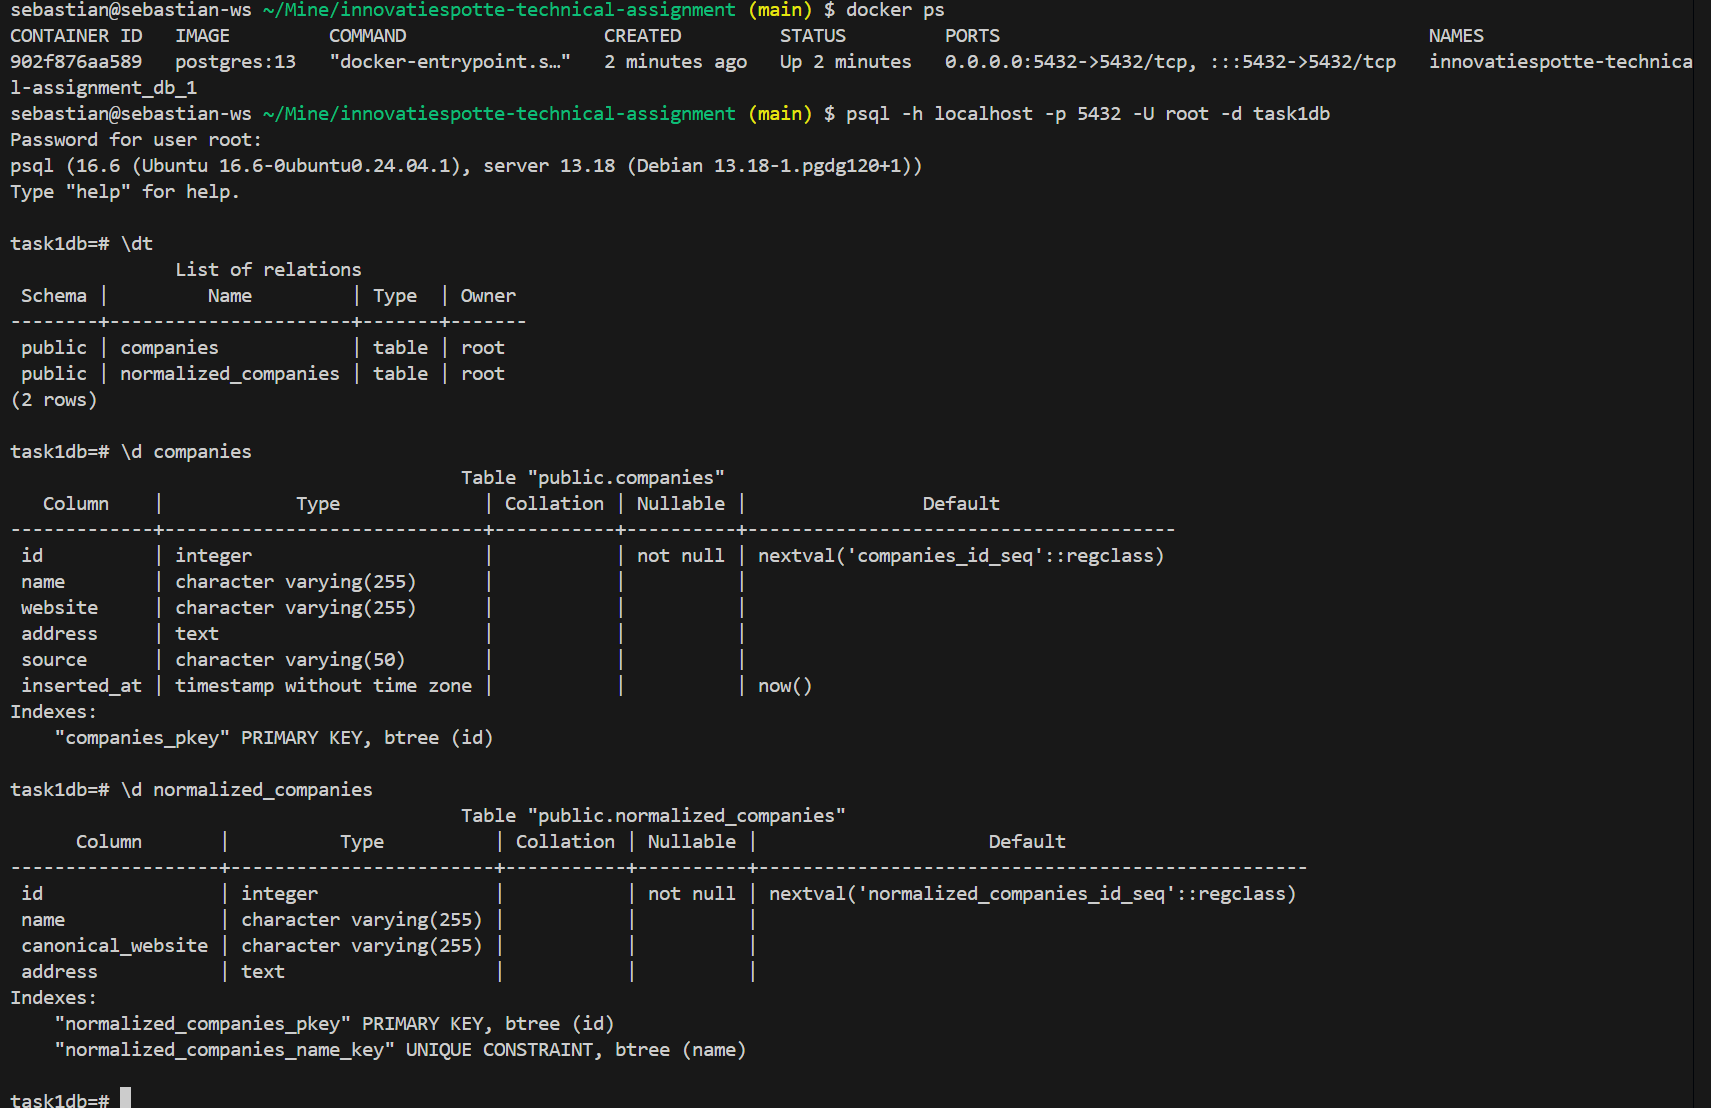 sebastian@sebastian-ws ~/Mine/innovatiespotte-technical-assignment (main) $ docker ps
CONTAINER ID   IMAGE         COMMAND                  CREATED         STATUS         PORTS                                       NAMES
902f876aa589   postgres:13   "docker-entrypoint.s…"   2 minutes ago   Up 2 minutes   0.0.0.0:5432->5432/tcp, :::5432->5432/tcp   innovatiespotte-technica
l-assignment_db_1
sebastian@sebastian-ws ~/Mine/innovatiespotte-technical-assignment (main) $ psql -h localhost -p 5432 -U root -d task1db
Password for user root:
psql (16.6 (Ubuntu 16.6-0ubuntu0.24.04.1), server 13.18 (Debian 13.18-1.pgdg120+1))
Type "help" for help.
task1db=# \dt
               List of relations
 Schema |         Name         | Type  | Owner
--------+----------------------+-------+-------
 public | companies            | table | root
 public | normalized_companies | table | root
(2 rows)
task1db=# \d companies
                                         Table "public.companies"
   Column    |            Type             | Collation | Nullable |                Default
-------------+-----------------------------+-----------+----------+---------------------------------------
 id          | integer                     |           | not null | nextval('companies_id_seq'::regclass)
 name        | character varying(255)      |           |          |
 website     | character varying(255)      |           |          |
 address     | text                        |           |          |
 source      | character varying(50)       |           |          |
 inserted_at | timestamp without time zone |           |          | now()
Indexes:
    "companies_pkey" PRIMARY KEY, btree (id)
task1db=# \d normalized_companies
                                         Table "public.normalized_companies"
      Column       |          Type          | Collation | Nullable |                     Default
-------------------+------------------------+-----------+----------+--------------------------------------------------
 id                | integer                |           | not null | nextval('normalized_companies_id_seq'::regclass)
 name              | character varying(255) |           |          |
 canonical_website | character varying(255) |           |          |
 address           | text                   |           |          |
Indexes:
    "normalized_companies_pkey" PRIMARY KEY, btree (id)
    "normalized_companies_name_key" UNIQUE CONSTRAINT, btree (name)
task1db=#